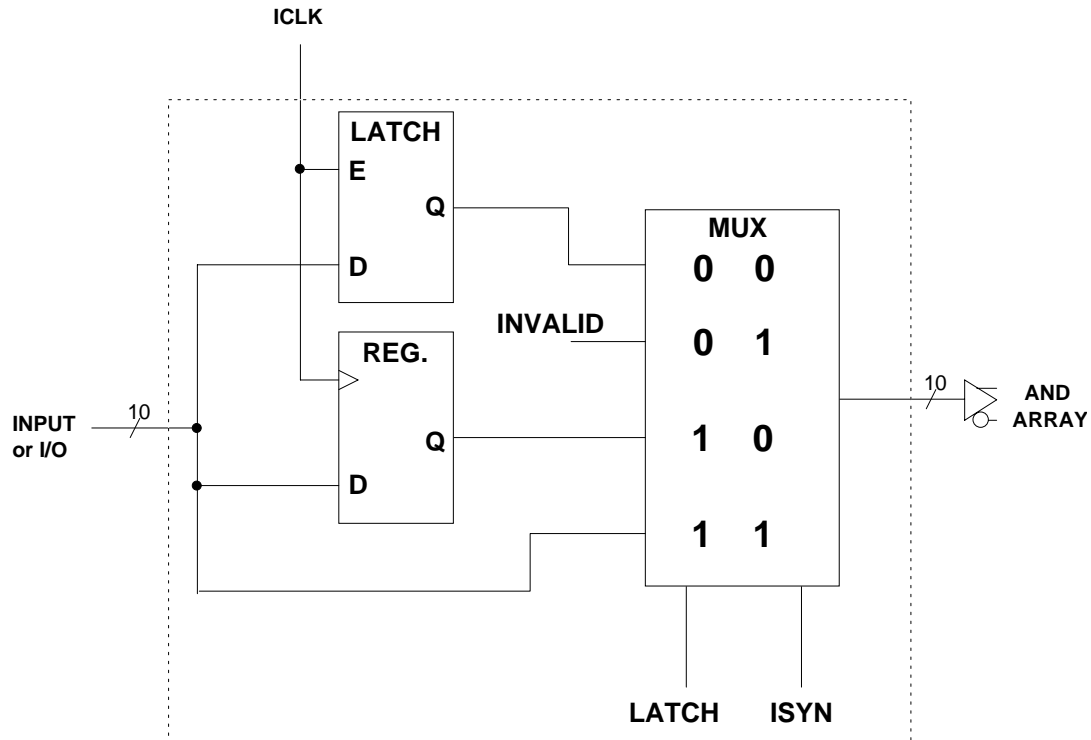 ICLK
LATCH
E
Q
D
MUX
0 0
INVALID
0 1
REG.
10
INPUT
or I/O
Q
1 0
D
1 1
10
AND
ARRAY
LATCH
ISYN